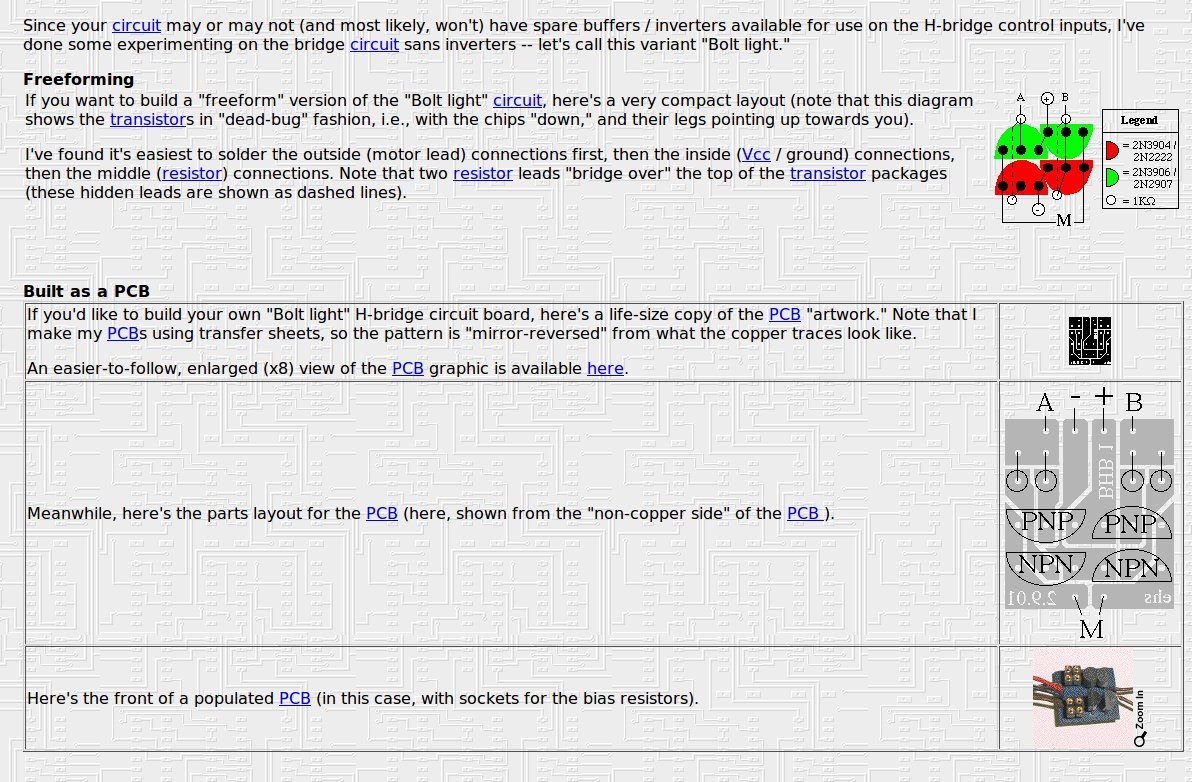 Since your circuit may or may not (and most likely, won't) have spare buffers / inverters available for use on the H-bridge control inputs, I've
done some experimenting on the bridge circuit sans inverters -- let's call this variant "Bolt light."
Freeforming
If you want to build a "freeform" version of the "Bolt light" circuit, here's a very compact layout (note that this diagram
shows the transistors in "dead-bug" fashion, i.e., with the chips "down," and their legs pointing up towards you).
I've found it's easiest to solder the outside (motor lead) connections first, then the inside (Vcc / ground) connections,
then the middle (resistor) connections. Note that two resistor leads "bridge over" the top of the transistor packages
(these hidden leads are shown as dashed lines).
A + B
- M
Legend
= 2N3904 /
2N2222
= 2N3906 /
2N2907
= 1KΩ
Built as a PCB
If you'd like to build your own "Bolt light" H-bridge circuit board, here's a life-size copy of the PCB "artwork." Note that I
make my PCBs using transfer sheets, so the pattern is "mirror-reversed" from what the copper traces look like.
An easier-to-follow, enlarged (x8) view of the PCB graphic is available here.
Meanwhile, here's the parts layout for the PCB (here, shown from the "non-copper side" of the PCB ).
A - + B
BHB 1
PNP PNP
NPN NPN
2.9.01 ehs
M
Here's the front of a populated PCB (in this case, with sockets for the bias resistors).
Zoom In